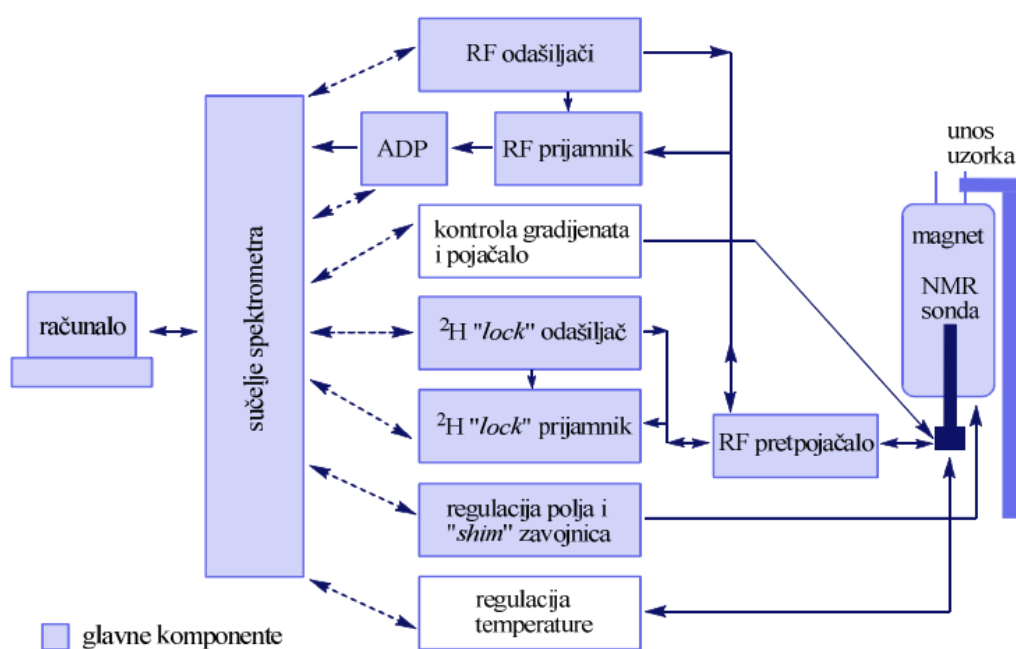 RF odašiljači
ADP
RF prijamnik
unos
uzorka
kontrola gradijenata
i pojačalo
magnet
NMR
sonda
računalo
sučelje spektrometra
²H "lock" odašiljač
²H "lock" prijamnik
RF pretpojačalo
regulacija polja i
"shim" zavojnica
regulacija
temperature
glavne komponente